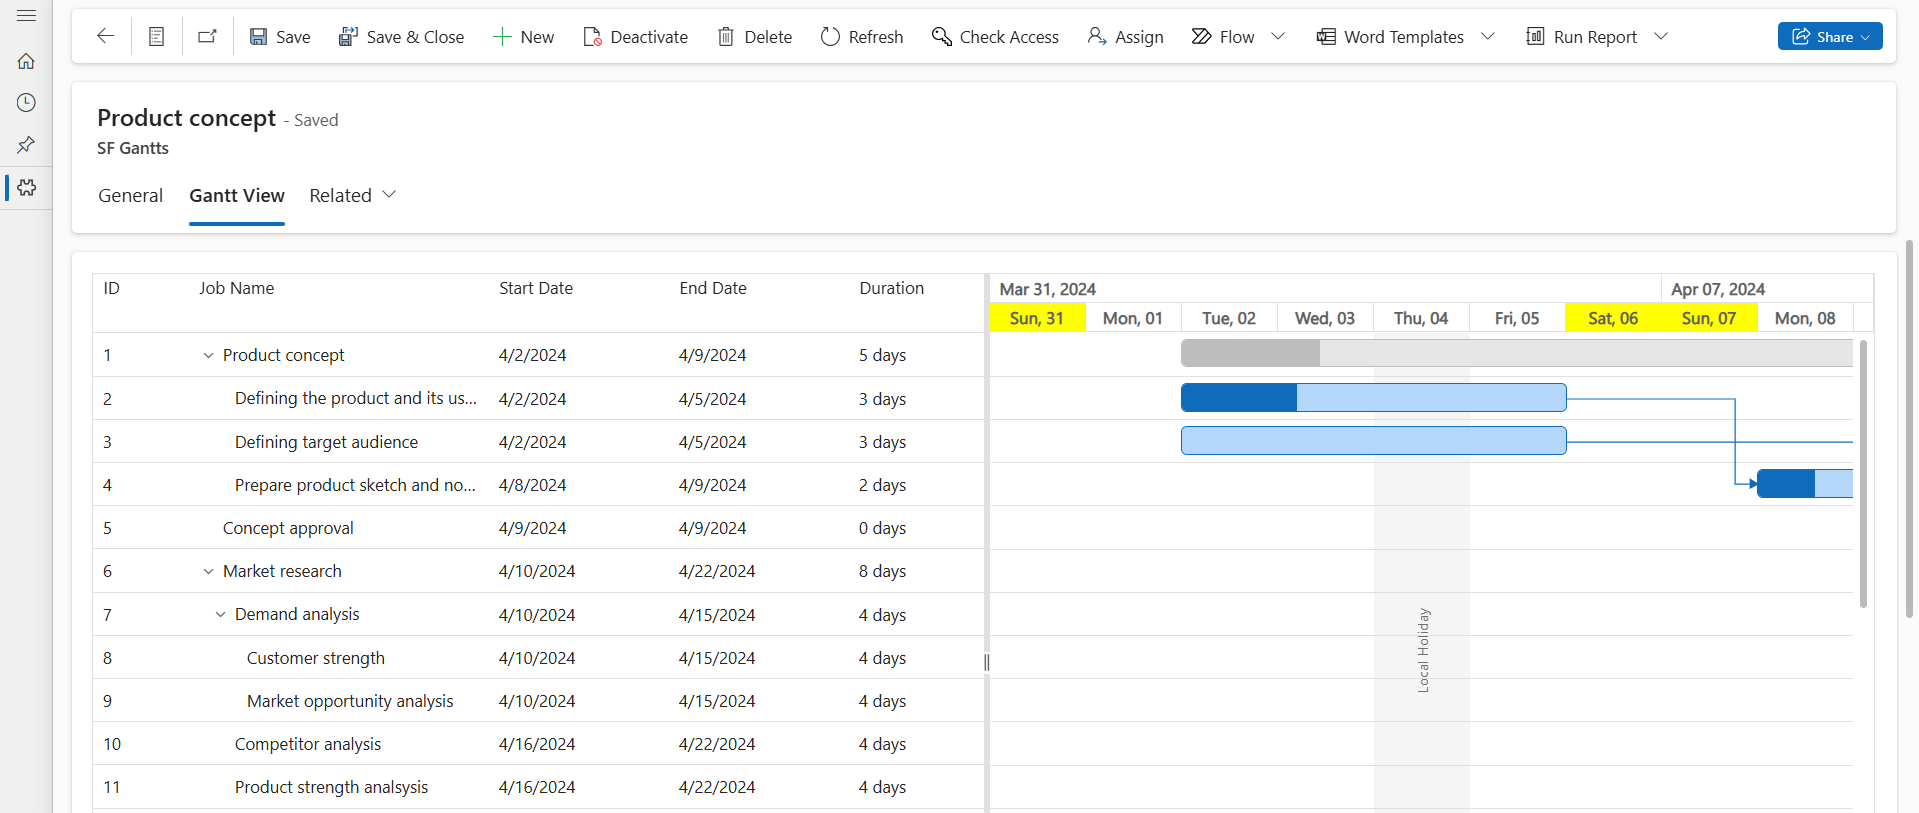 Save Save & Close New Deactivate Delete Refresh Check Access Assign Flow Word Templates Run Report Share
Product concept - Saved
SF Gantts
General Gantt View Related
ID Job Name Start Date End Date Duration Mar 31, 2024 Apr 07, 2024
Sun, 31 Mon, 01 Tue, 02 Wed, 03 Thu, 04 Fri, 05 Sat, 06 Sun, 07 Mon, 08
1 Product concept 4/2/2024 4/9/2024 5 days
2 Defining the product and its us... 4/2/2024 4/5/2024 3 days
3 Defining target audience 4/2/2024 4/5/2024 3 days
4 Prepare product sketch and no... 4/8/2024 4/9/2024 2 days
5 Concept approval 4/9/2024 4/9/2024 0 days
6 Market research 4/10/2024 4/22/2024 8 days
7 Demand analysis 4/10/2024 4/15/2024 4 days
8 Customer strength 4/10/2024 4/15/2024 4 days
9 Market opportunity analysis 4/10/2024 4/15/2024 4 days
10 Competitor analysis 4/16/2024 4/22/2024 4 days
11 Product strength analsysis 4/16/2024 4/22/2024 4 days
Local Holiday